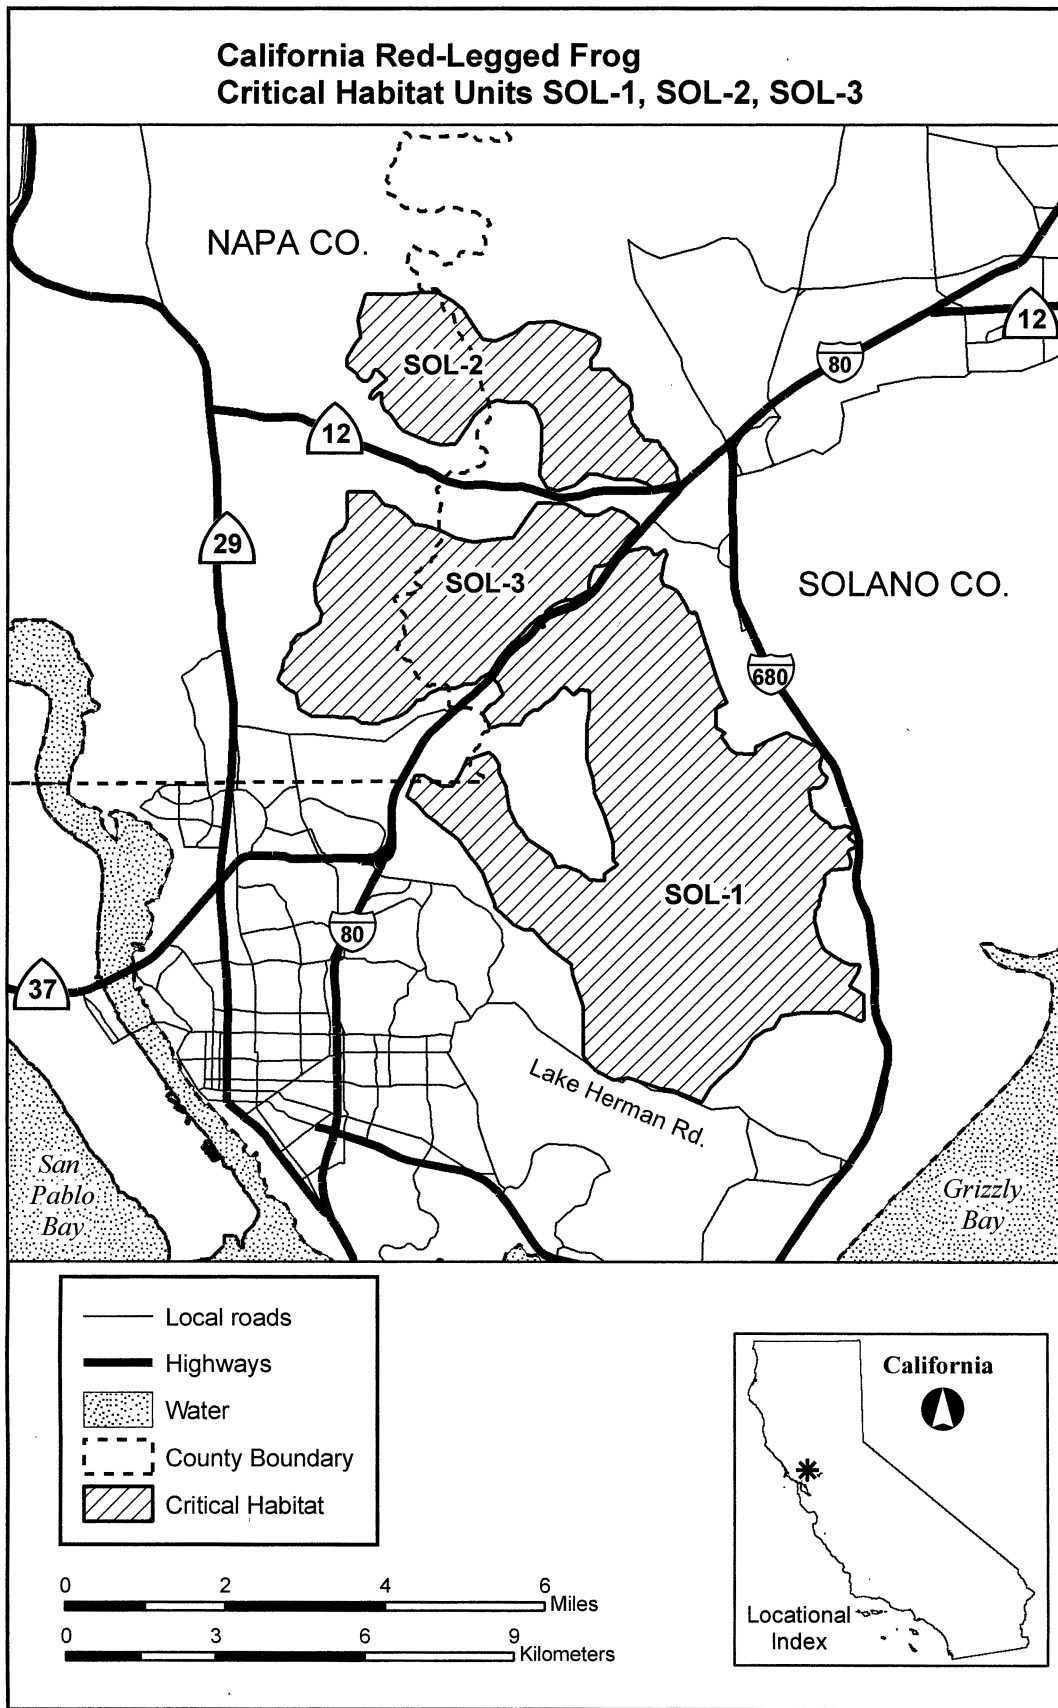 California Red-Legged Frog
Critical Habitat Units SOL-1, SOL-2, SOL-3
NAPA CO.
12
80
SOL-2
12
29
SOL-3
SOLANO CO.
680
SOL-1
80
37
Lake Herman Rd.
San
Pablo
Bay
Grizzly
Bay
Local roads
Highways
Water
County Boundary
Critical Habitat
California
Locational
Index
0 2 4 6
Miles
0 3 6 9
Kilometers